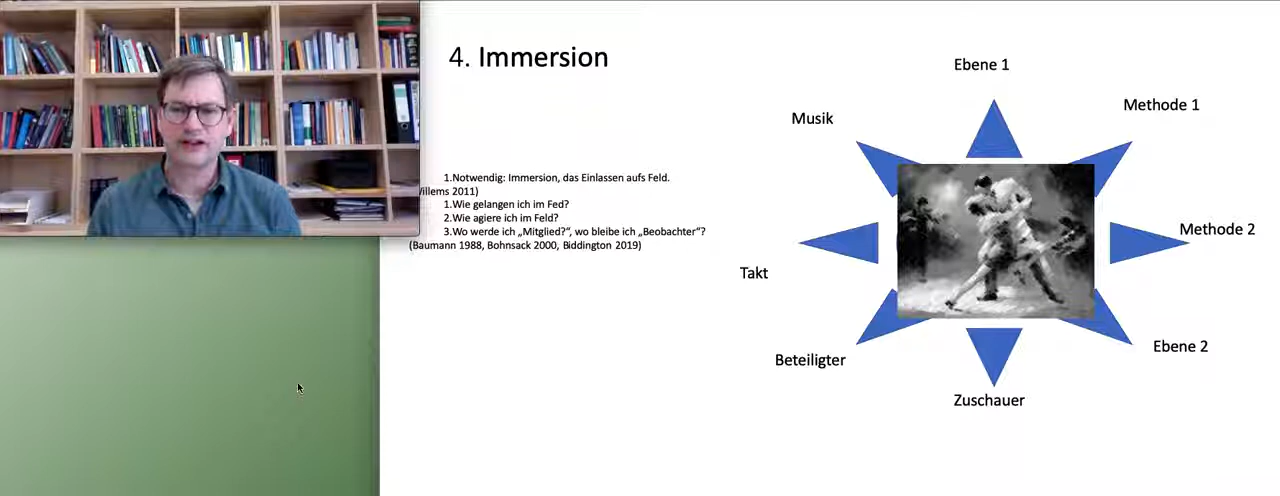 4. Immersion
1.Notwendig: Immersion, das Einlassen aufs Feld.
illems 2011)
1.Wie gelangen ich im Fed?
2.Wie agiere ich im Feld?
3.Wo werde ich „Mitglied?“, wo bleibe ich „Beobachter“?
(Baumann 1988, Bohnsack 2000, Biddington 2019)
Ebene 1
Methode 1
Musik
Methode 2
Takt
Ebene 2
Beteiligter
Zuschauer